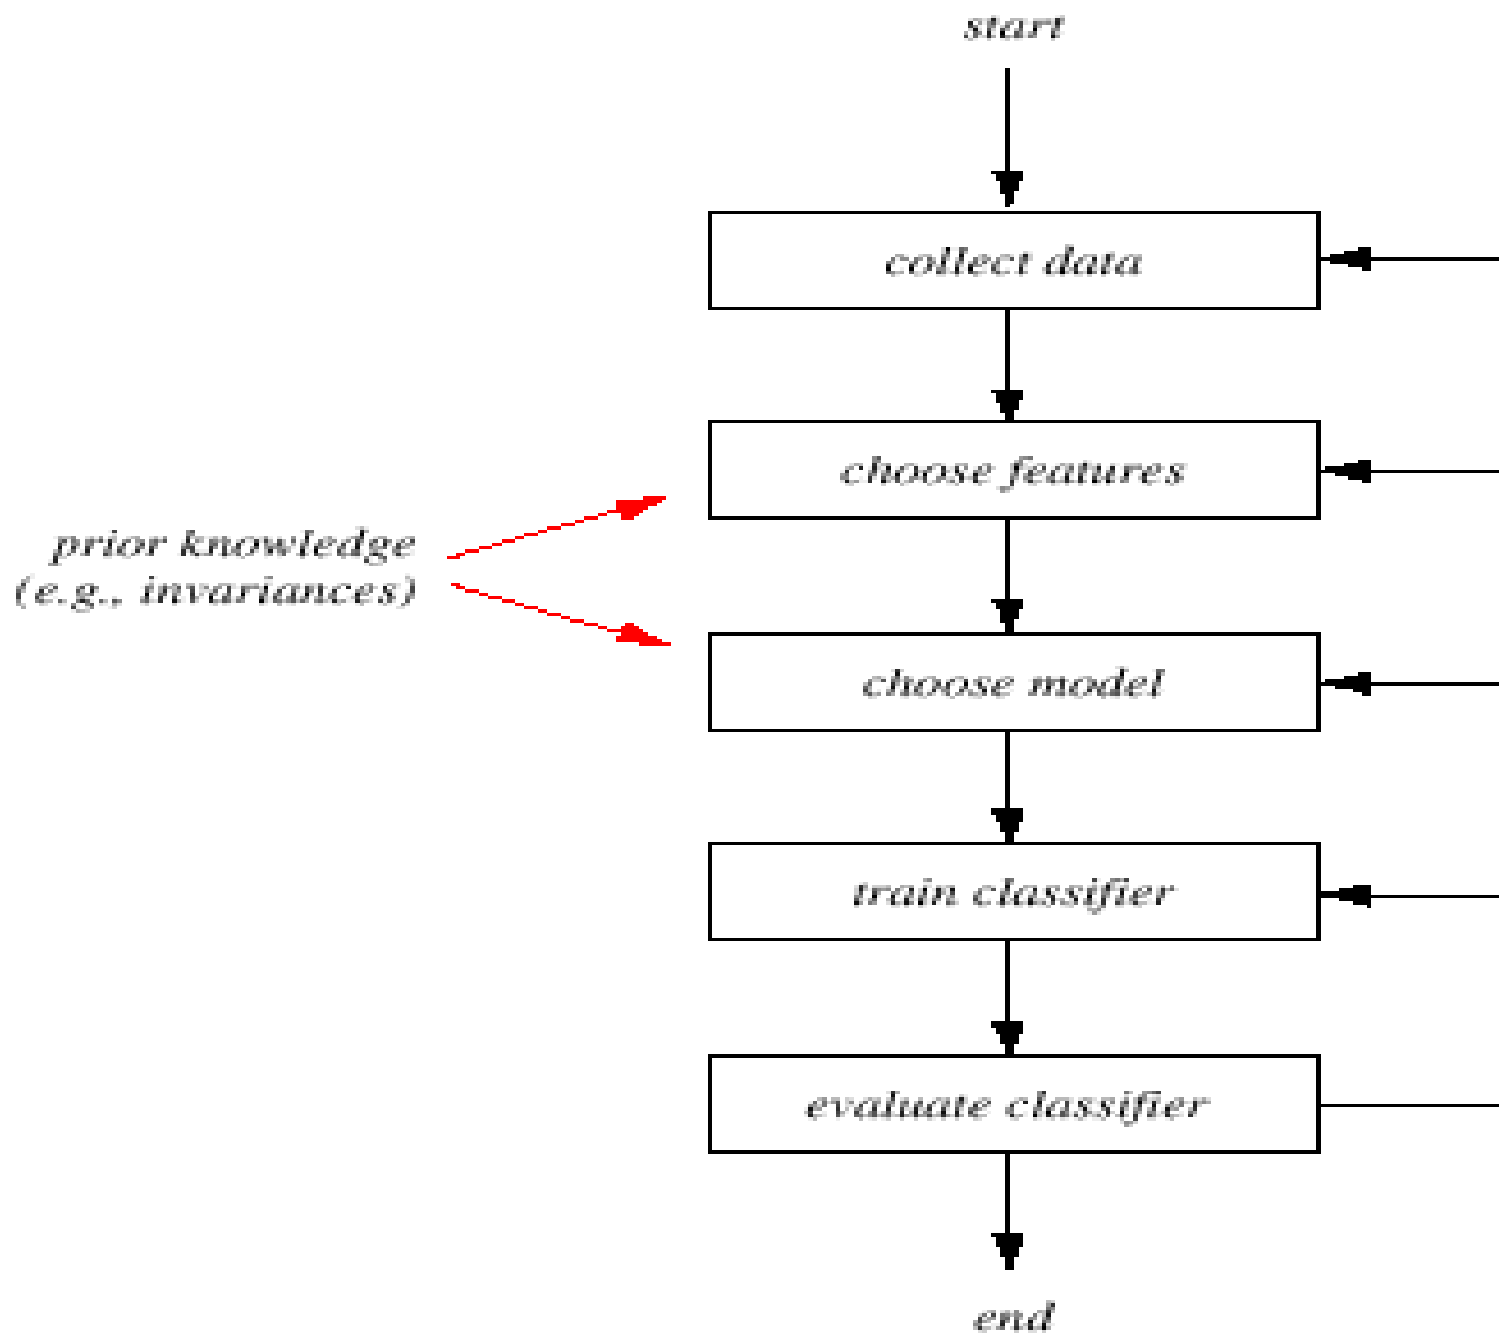 start
collect data
choose features
prior knowledge
(e.g., invariances)
choose model
train classifier
evaluate classifier
end